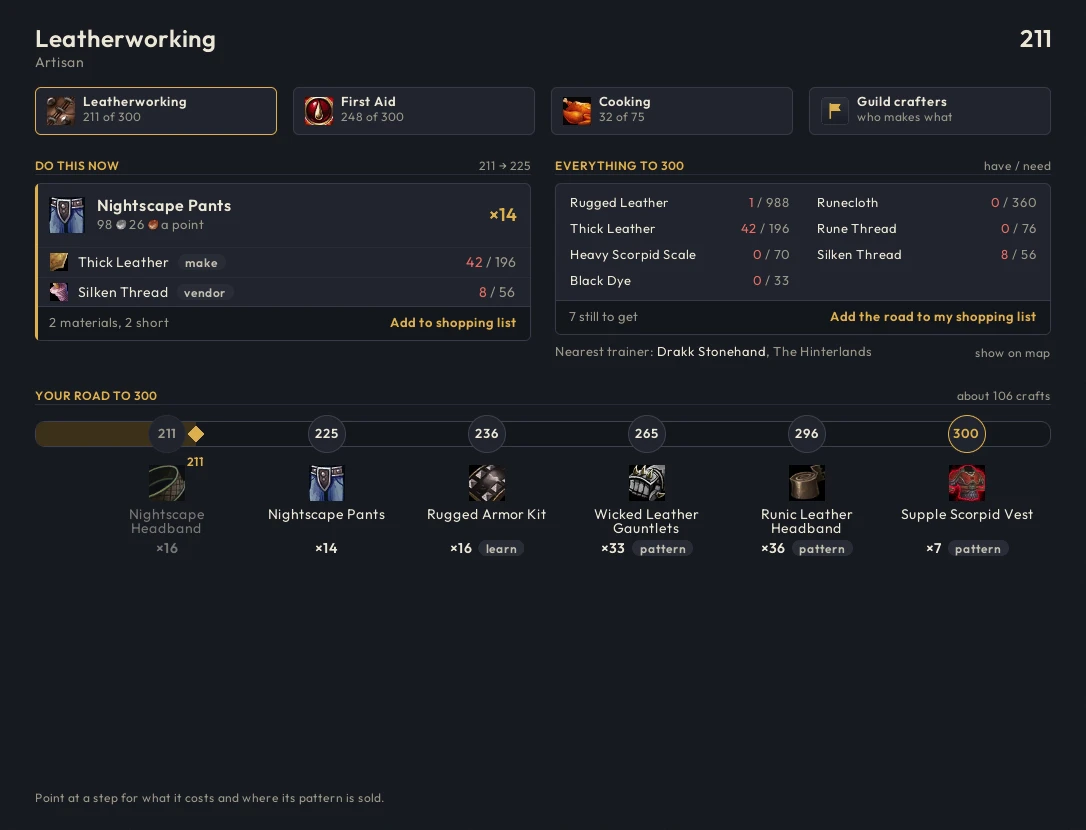 Leatherworking
211
Artisan
Leatherworking
211 of 300
First Aid
248 of 300
Cooking
32 of 75
Guild crafters
who makes what
DO THIS NOW
211 → 225
Nightscape Pants
98 26 a point
×14
Thick Leather make 42 / 196
Silken Thread vendor 8 / 56
2 materials, 2 short
Add to shopping list
EVERYTHING TO 300
have / need
Rugged Leather 1 / 988
Runecloth 0 / 360
Thick Leather 42 / 196
Rune Thread 0 / 76
Heavy Scorpid Scale 0 / 70
Silken Thread 8 / 56
Black Dye 0 / 33
7 still to get
Add the road to my shopping list
Nearest trainer: Drakk Stonehand, The Hinterlands
show on map
YOUR ROAD TO 300
about 106 crafts
211
225
236
265
296
300
211
Nightscape
Headband
×16
Nightscape Pants
×14
Rugged Armor Kit
×16 learn
Wicked Leather
Gauntlets
×33 pattern
Runic Leather
Headband
×36 pattern
Supple Scorpid Vest
×7 pattern
Point at a step for what it costs and where its pattern is sold.